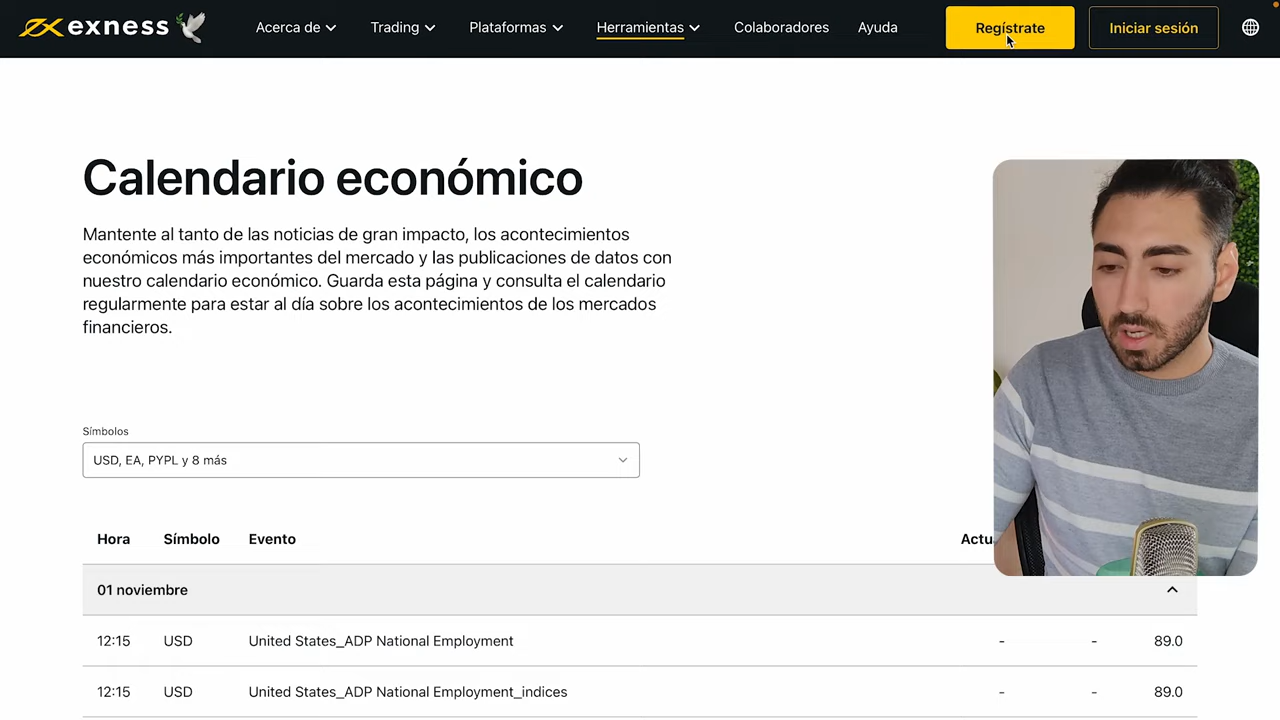 exness
Acerca de
Trading
Plataformas
Herramientas
Colaboradores
Ayuda
Regístrate
Iniciar sesión
Calendario económico
Mantente al tanto de las noticias de gran impacto, los acontecimientos
económicos más importantes del mercado y las publicaciones de datos con
nuestro calendario económico. Guarda esta página y consulta el calendario
regularmente para estar al día sobre los acontecimientos de los mercados
financieros.
Símbolos
USD, EA, PYPL y 8 más
Hora Símbolo Evento Actu
01 noviembre
12:15 USD United States_ADP National Employment - - 89.0
12:15 USD United States_ADP National Employment_indices - - 89.0